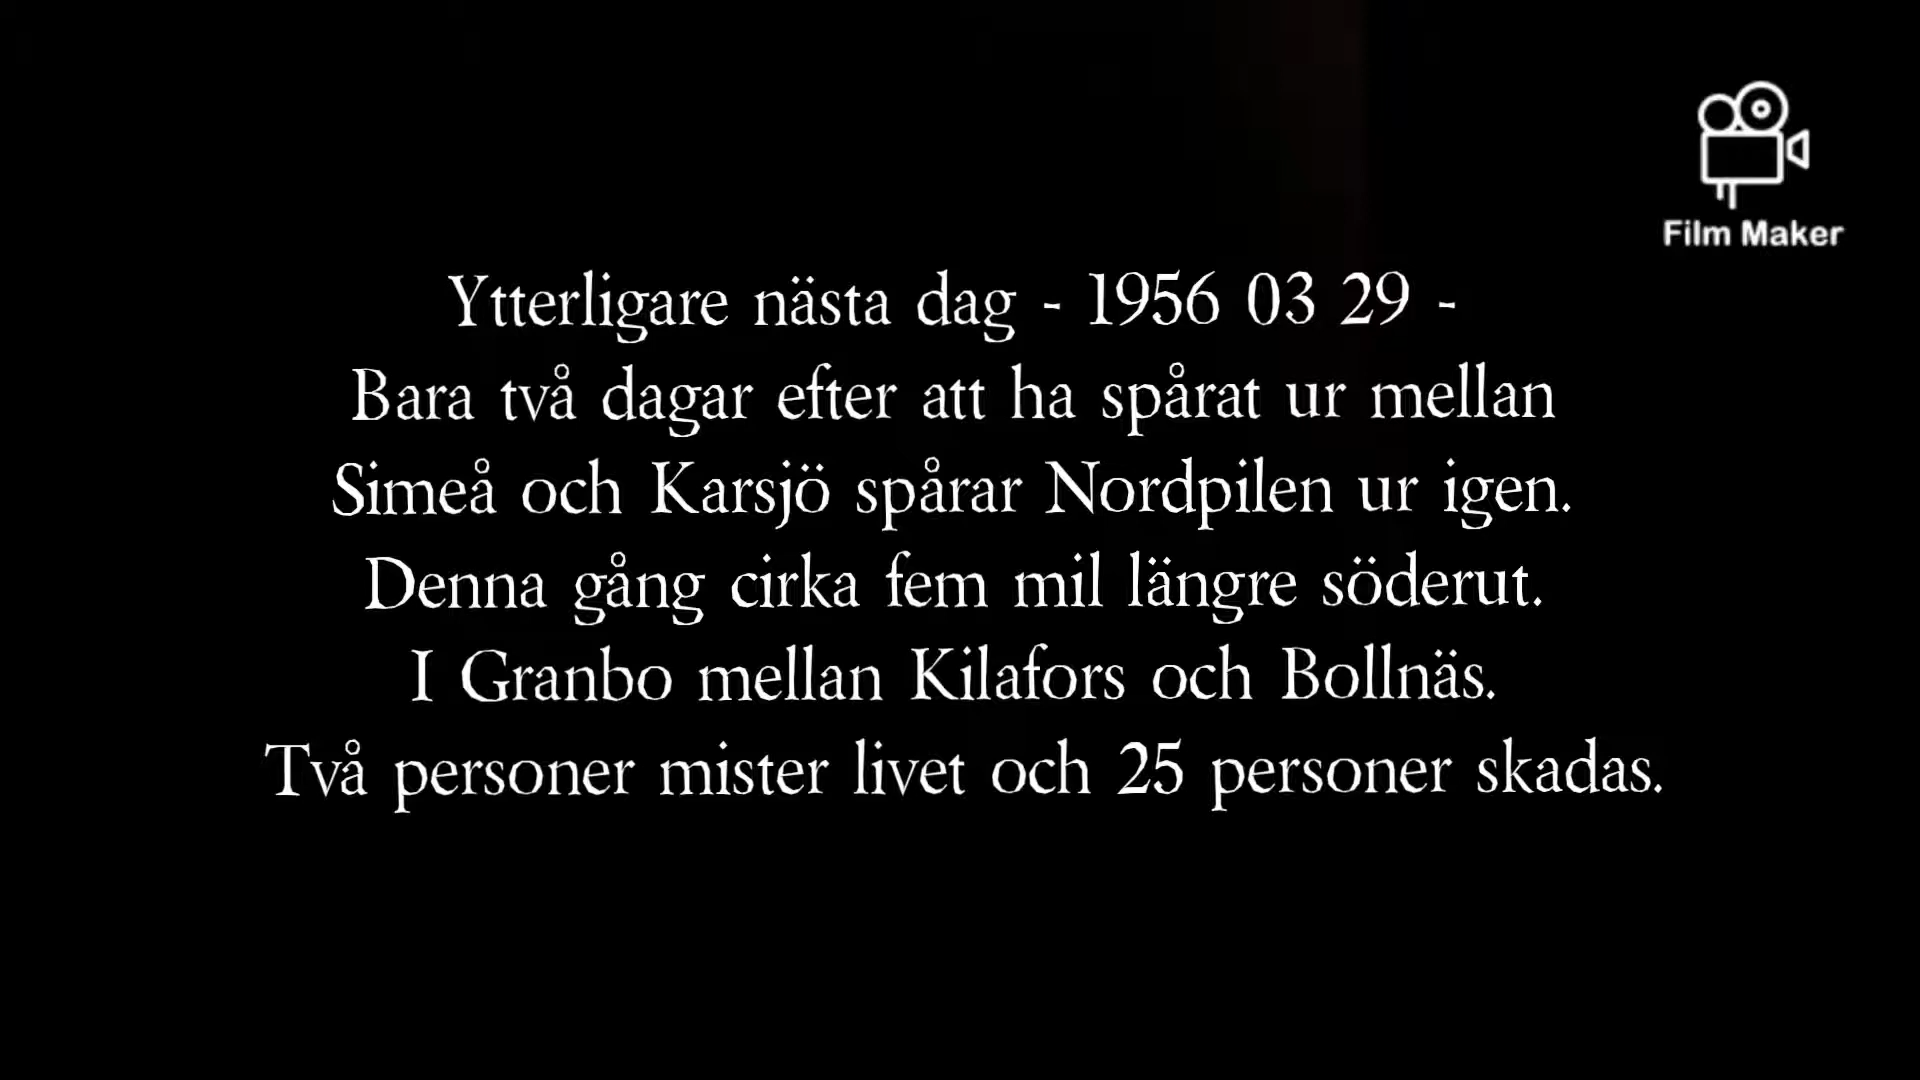 Film Maker
Ytterligare nästa dag - 1956 03 29 -
Bara två dagar efter att ha spårat ur mellan
Simeå och Karsjö spårar Nordpilen ur igen.
Denna gång cirka fem mil längre söderut.
I Granbo mellan Kilafors och Bollnäs.
Två personer mister livet och 25 personer skadas.